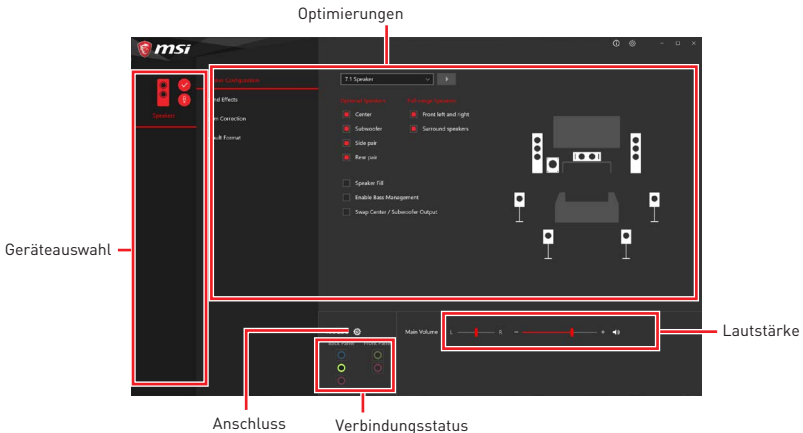 Optimierungen
msi
Speakers
Speaker Configuration
Sound Effects
Room Correction
Default Format
7.1 Speaker
Optional speakers
Full-range speakers
Center
Front left and right
Subwoofer
Surround speakers
Side pair
Rear pair
Speaker Fill
Enable Bass Management
Swap Center / Subwoofer Output
Geräteauswahl
Main Volume
L
R
Lautstärke
Back Panel
Front Panel
Anschluss
Verbindungsstatus